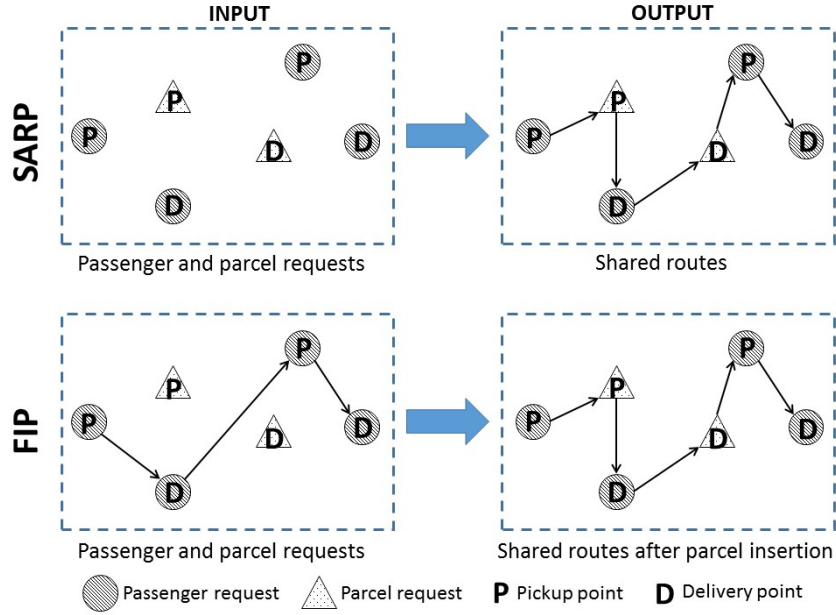 INPUT
OUTPUT
SARP
P
P
P
D
D
D
P
P
P
D
D
D
Passenger and parcel requests
Shared routes
FIP
P
P
P
D
D
D
P
P
P
D
D
D
Passenger and parcel requests
Shared routes after parcel insertion
Passenger request
Parcel request
P Pickup point
D Delivery point